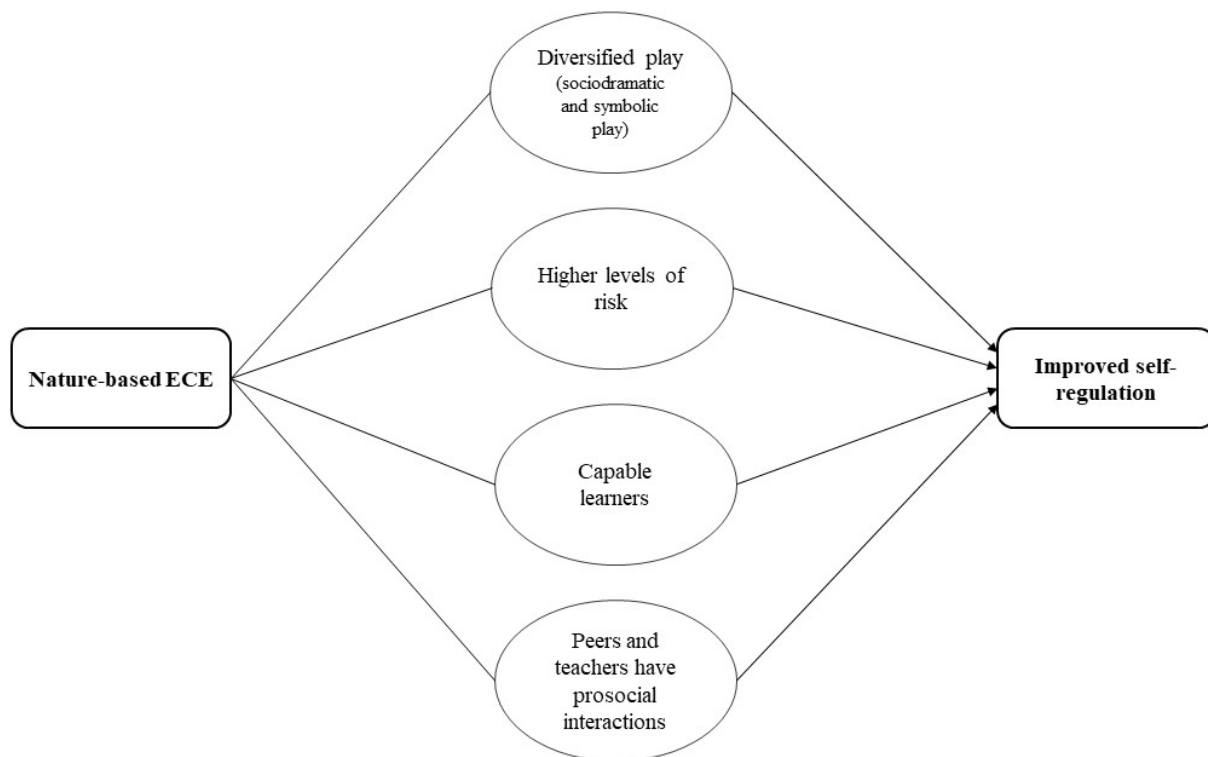 Diversified play
(sociodramatic
and symbolic
play)
Higher levels of
risk
Nature-based ECE
Improved self-
regulation
Capable
learners
Peers and
teachers have
prosocial
interactions